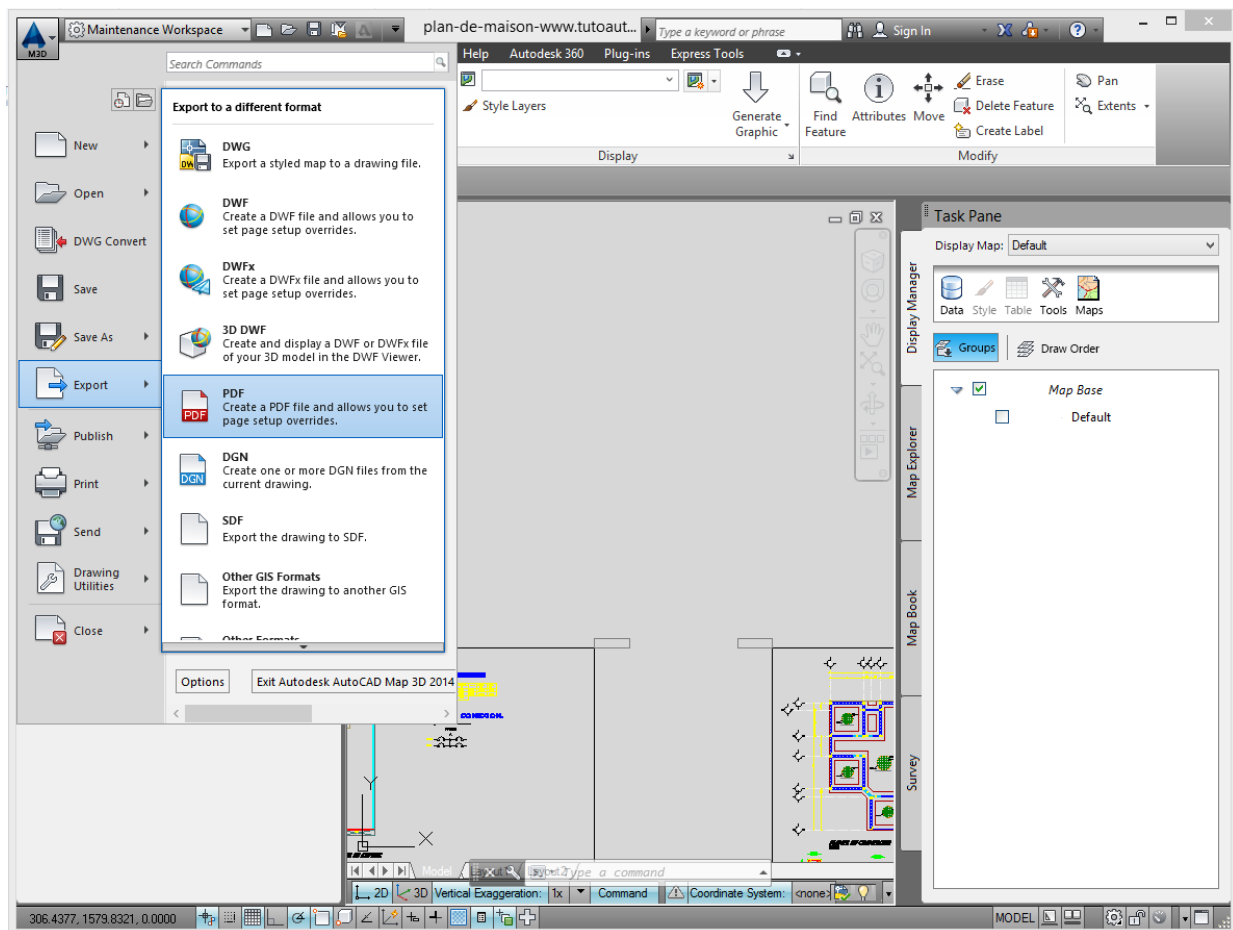 Maintenance Workspace
plan-de-maison-www.tutoaut...
Type a keyword or phrase
Sign In
M3D
Search Commands
Help Autodesk 360 Plug-ins Express Tools
Style Layers
Generate
Graphic
Display
Find
Feature
Attributes
Move
Erase
Delete Feature
Create Label
Pan
Extents
Modify
New
Open
DWG Convert
Save
Save As
Export
Publish
Print
Send
Drawing
Utilities
Close
Export to a different format
DWG
Export a styled map to a drawing file.
DWF
Create a DWF file and allows you to
set page setup overrides.
DWFx
Create a DWFx file and allows you to
set page setup overrides.
3D DWF
Create and display a DWF or DWFx file
of your 3D model in the DWF Viewer.
PDF
PDF
Create a PDF file and allows you to set
page setup overrides.
DGN
DGN
Create one or more DGN files from the
current drawing.
SDF
Export the drawing to SDF.
Other GIS Formats
Export the drawing to another GIS
format.
Other Formats
Options
Exit Autodesk AutoCAD Map 3D 2014
Task Pane
Display Map: Default
Data Style Table Tools Maps
Groups
Draw Order
Map Base
Default
Display Manager
Map Explorer
Map Book
Survey
Y
X
Model
Layout2
Type a command
2D 3D Vertical Exaggeration: 1x Command Coordinate System: <none>
306.4377, 1579.8321, 0.0000
MODEL